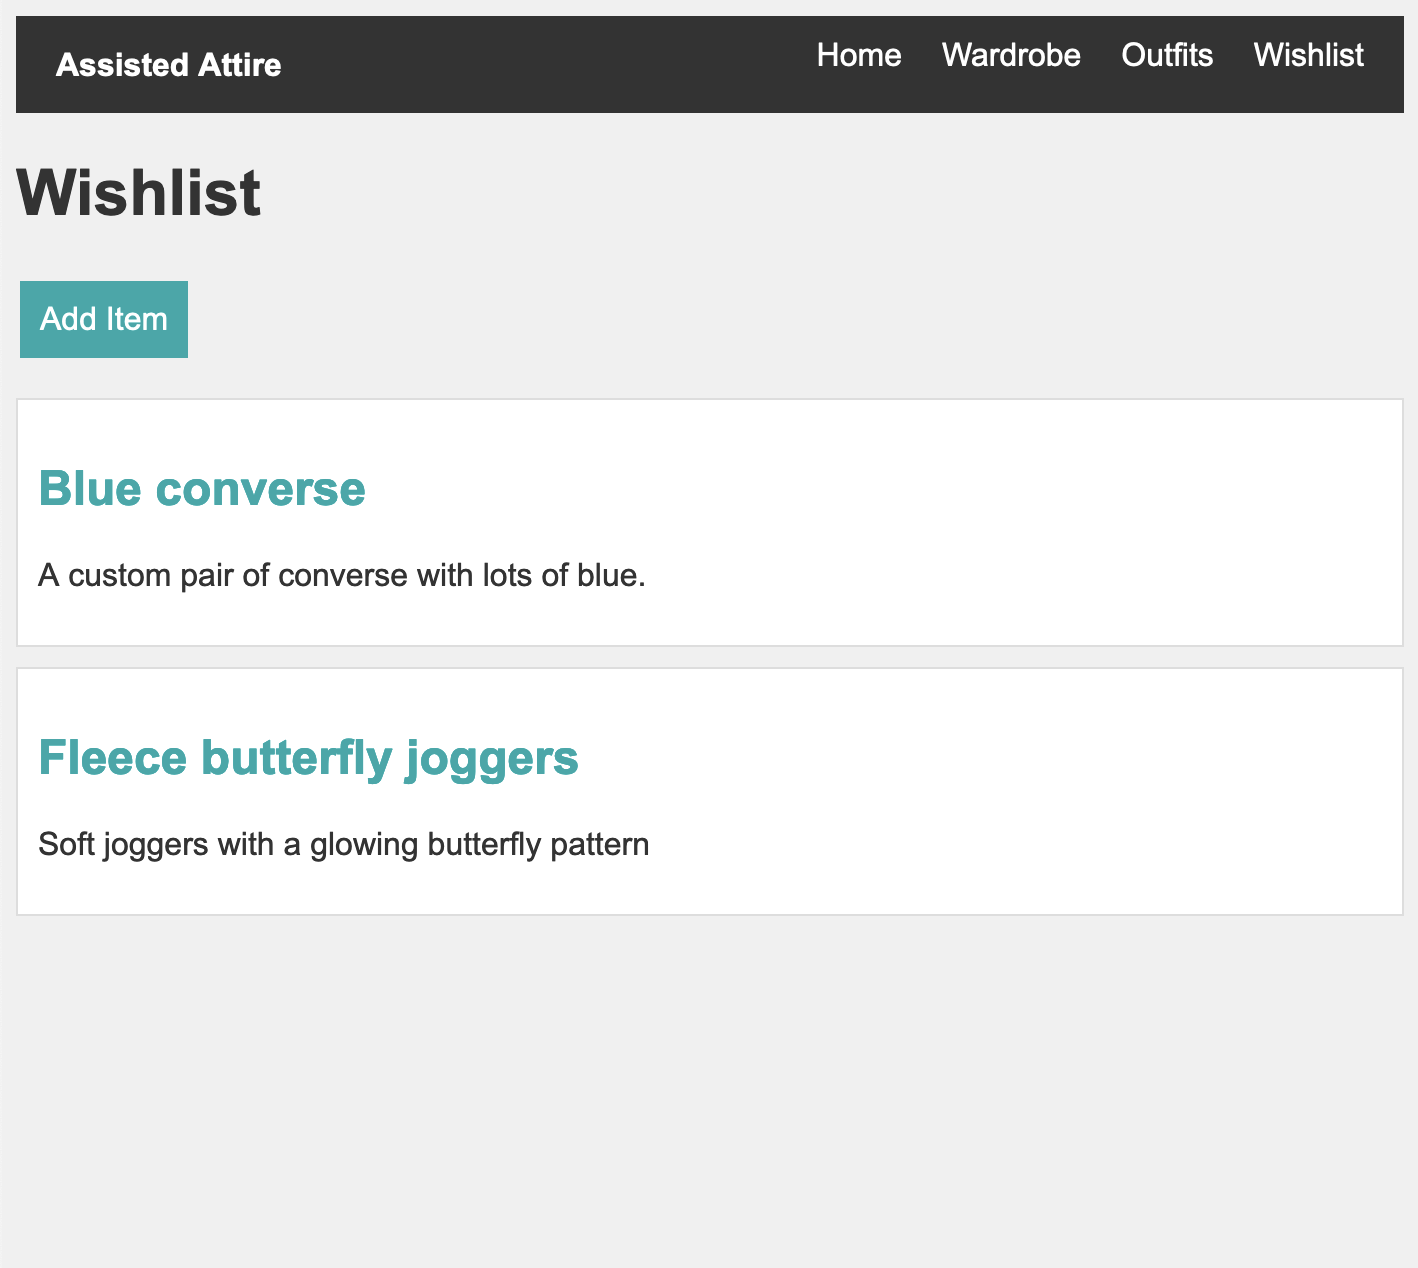 Assisted Attire
Home Wardrobe Outfits Wishlist
Wishlist
Add Item
Blue converse
A custom pair of converse with lots of blue.
Fleece butterfly joggers
Soft joggers with a glowing butterfly pattern